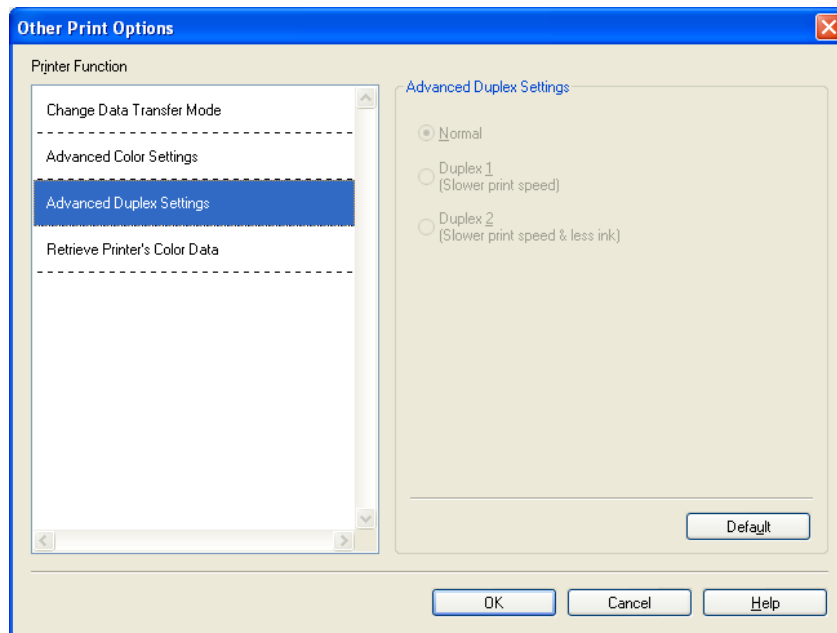 Other Print Options
Printer Function
Change Data Transfer Mode
Advanced Color Settings
Advanced Duplex Settings
Retrieve Printer's Color Data
Advanced Duplex Settings
Normal
Duplex 1
(Slower print speed)
Duplex 2
(Slower print speed & less ink)
Default
OK
Cancel
Help